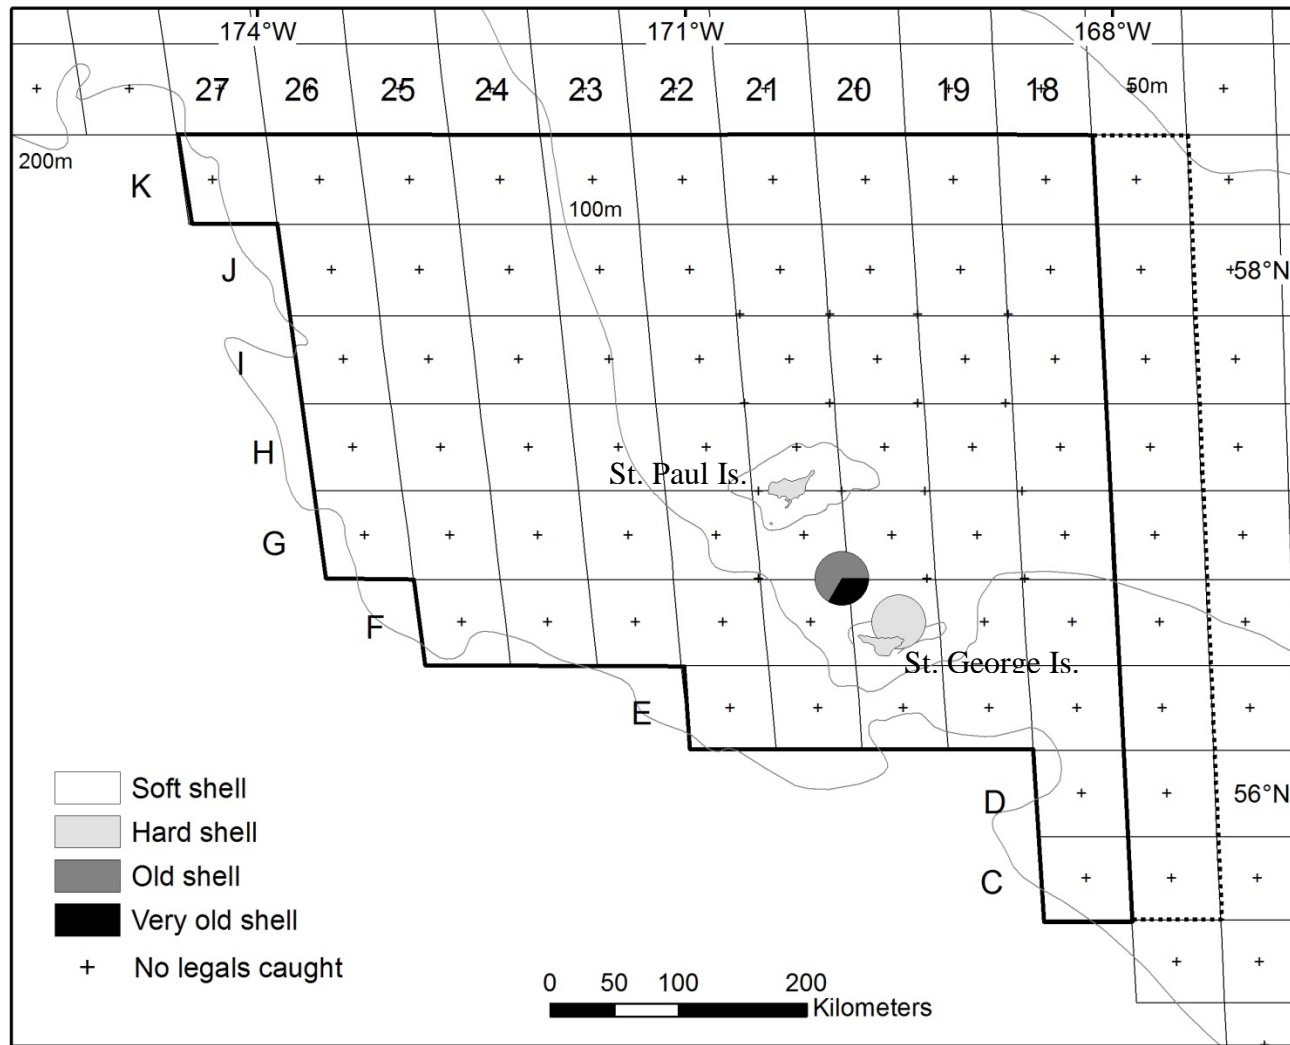 174°W 171°W 168°W
27 26 25 24 23 22 21 20 19 18 50m
200m
K
100m
J 58°N
I
H
St. Paul Is.
G
F
St. George Is.
E
Soft shell
D 56°N
Hard shell
Old shell
C
Very old shell
+ No legals caught
0 50 100 200
Kilometers